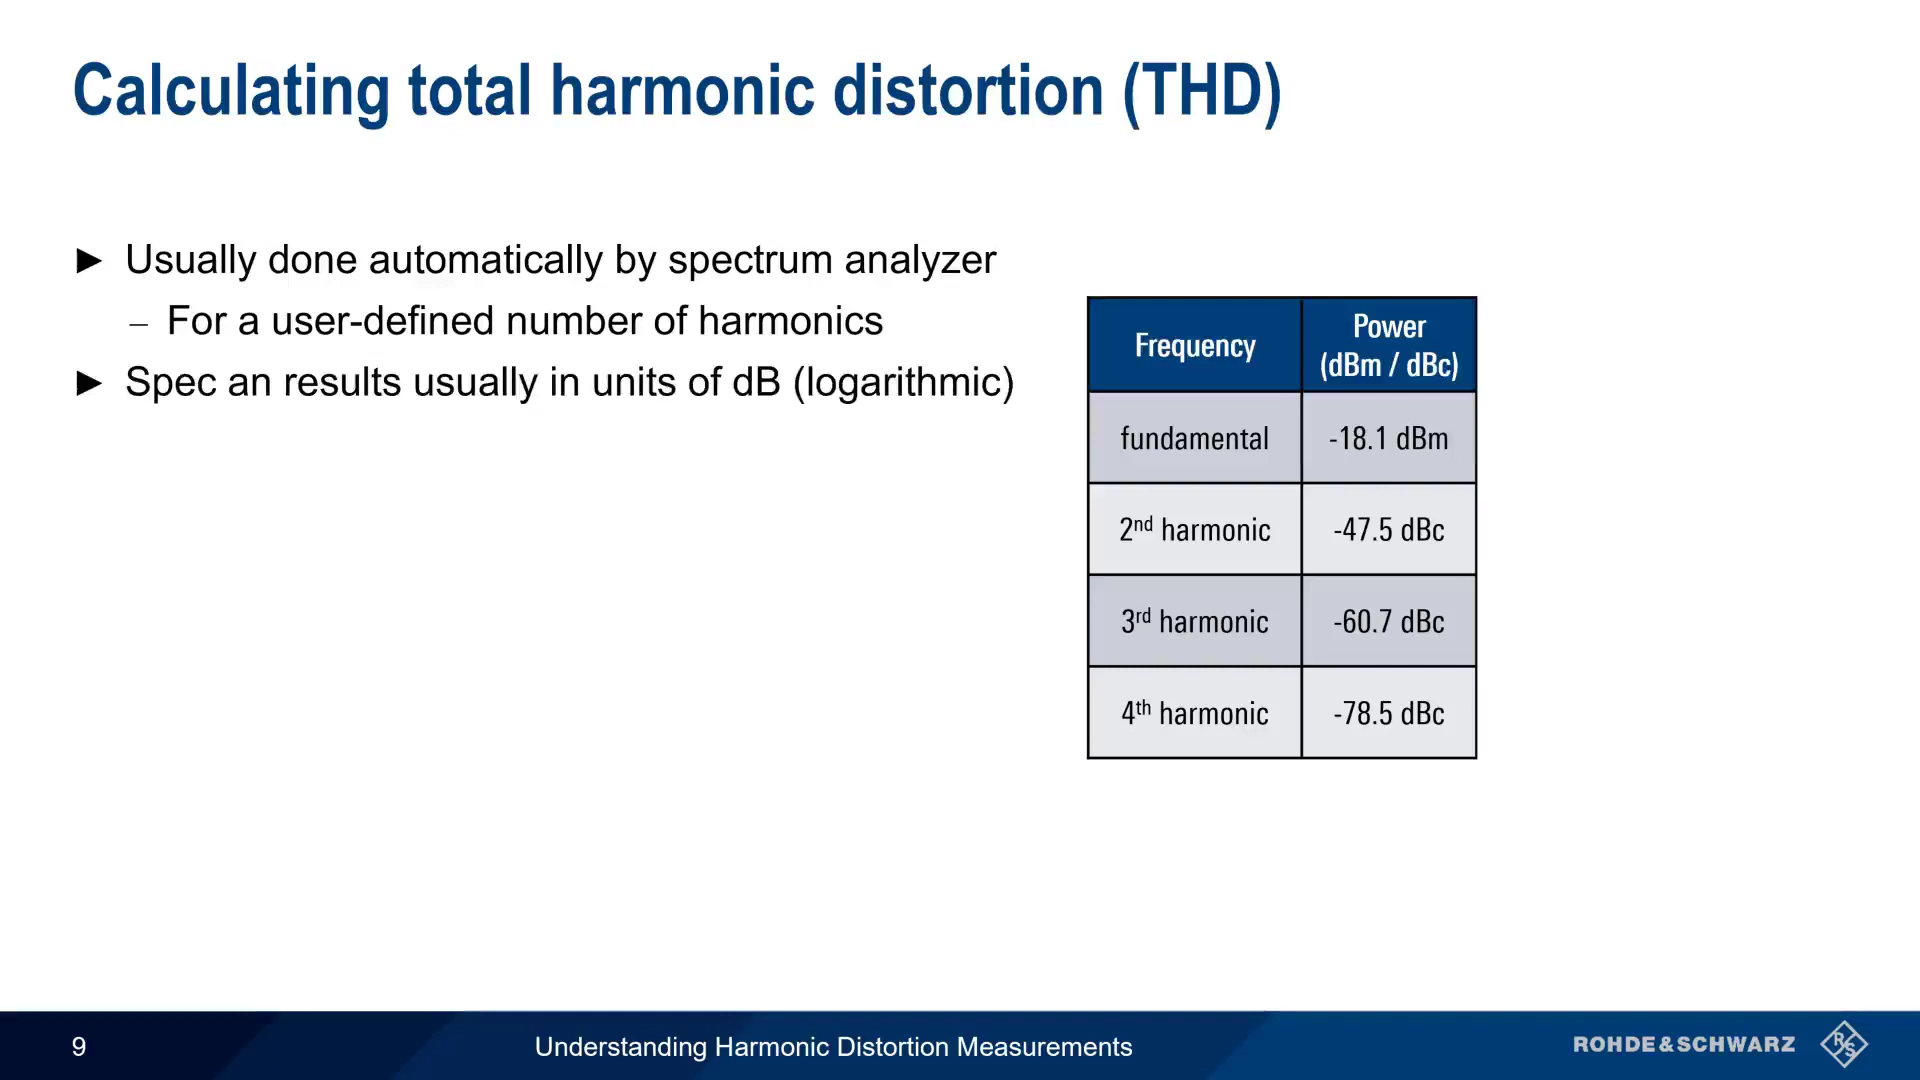 Calculating total harmonic distortion (THD)
► Usually done automatically by spectrum analyzer
– For a user-defined number of harmonics
► Spec an results usually in units of dB (logarithmic)
Frequency
Power
(dBm / dBc)
fundamental
-18.1 dBm
2nd harmonic
-47.5 dBc
3rd harmonic
-60.7 dBc
4th harmonic
-78.5 dBc
9
Understanding Harmonic Distortion Measurements
ROHDE&SCHWARZ
R&S